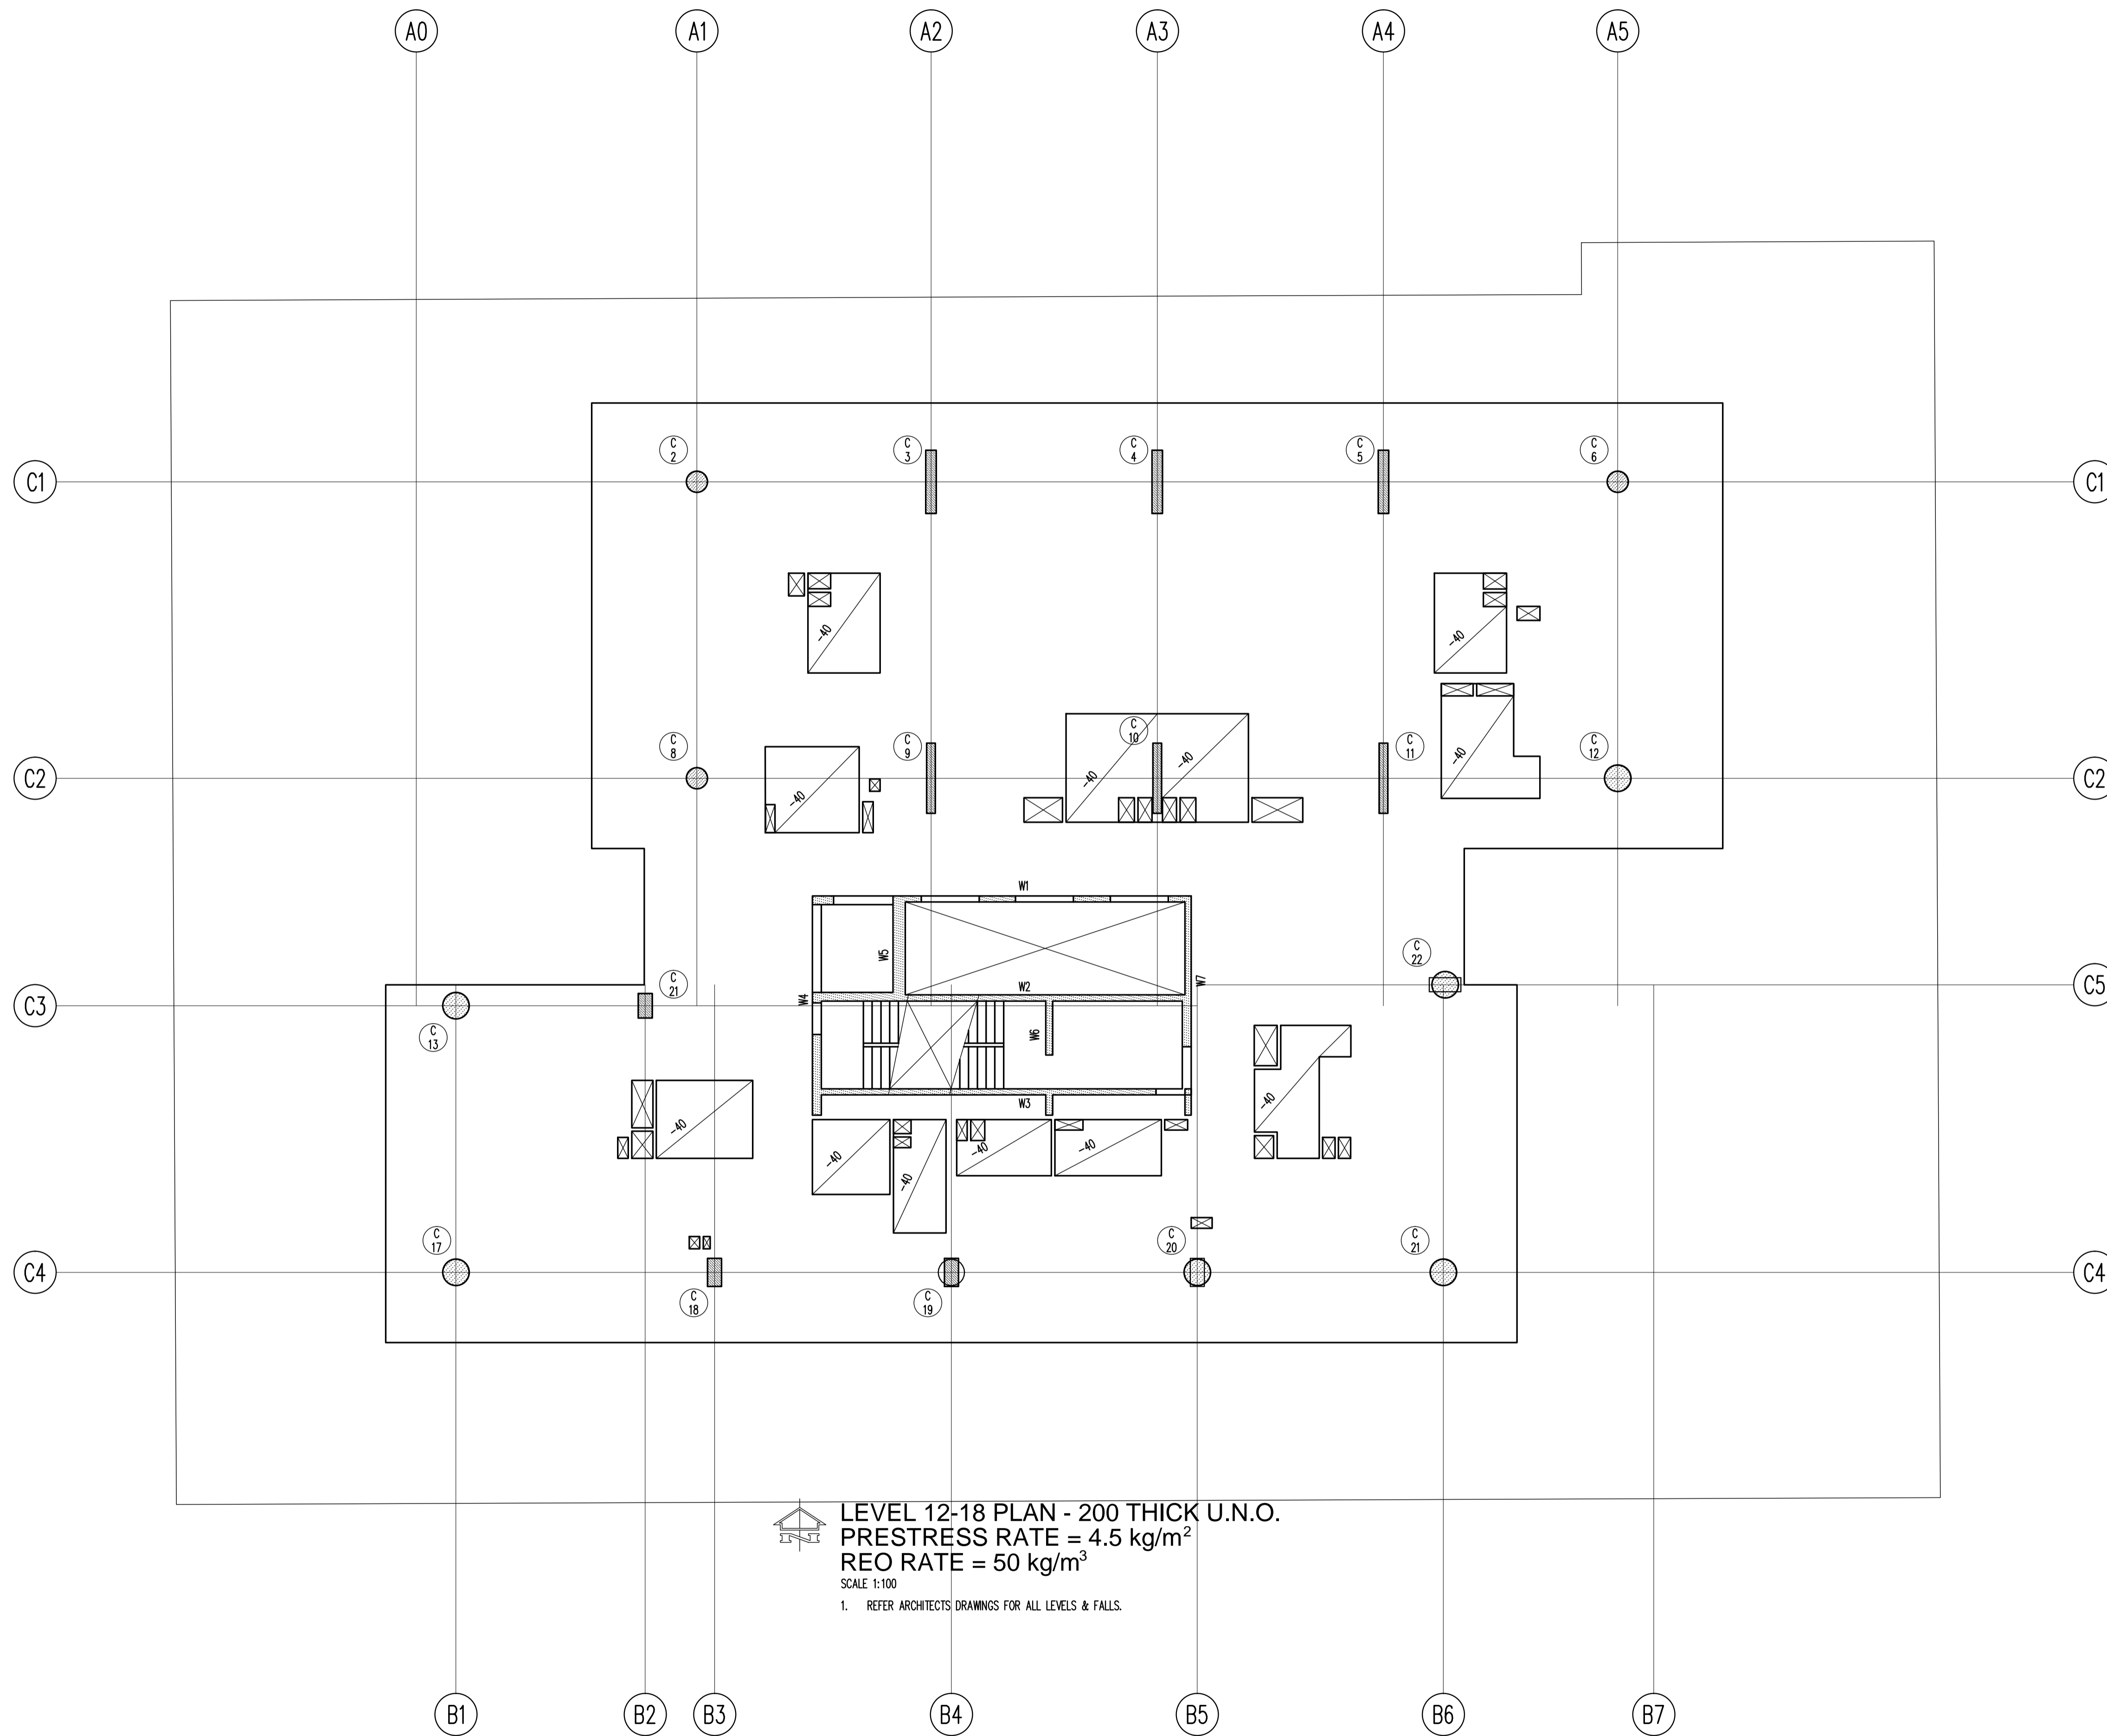 A0 A1 A2 A3 A4 A5
C 2
C 3
C 4
C 5
C 6
C1 C1
-40
-40
C 8
C 9
C 10
C 11
C 12
-40
-40
-40
-40
C2 C2
W1
W5
W2
W7
W4
W6
W3
C 21
C 22
C3 C5
C 13
-40
-40
-40
-40
-40
-40
C 17
C 20
C 21
C4 C4
C 18
C 19
N
LEVEL 12-18 PLAN - 200 THICK U.N.O.
PRESTRESS RATE = 4.5 kg/m²
REO RATE = 50 kg/m³
SCALE 1:100
1. REFER ARCHITECTS DRAWINGS FOR ALL LEVELS & FALLS.
B1 B2 B3 B4 B5 B6 B7